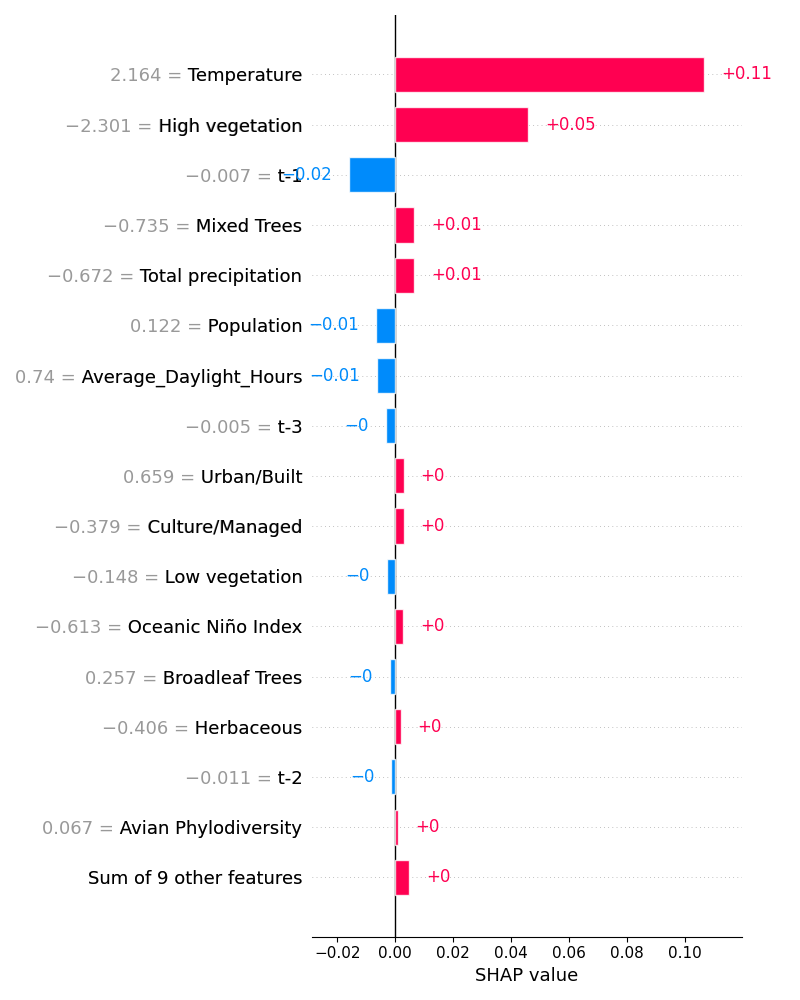 2.164 = Temperature +0.11
−2.301 = High vegetation +0.05
−0.007 = t-1 −0.02
−0.735 = Mixed Trees +0.01
−0.672 = Total precipitation +0.01
0.122 = Population −0.01
0.74 = Average_Daylight_Hours −0.01
−0.005 = t-3 −0
0.659 = Urban/Built +0
−0.379 = Culture/Managed +0
−0.148 = Low vegetation −0
−0.613 = Oceanic Niño Index +0
0.257 = Broadleaf Trees −0
−0.406 = Herbaceous +0
−0.011 = t-2 −0
0.067 = Avian Phylodiversity +0
Sum of 9 other features +0
−0.02 0.00 0.02 0.04 0.06 0.08 0.10
SHAP value